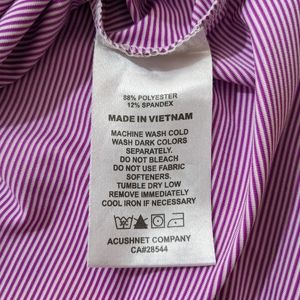 88% POLYESTER
12% SPANDEX
MADE IN VIETNAM
MACHINE WASH COLD
WASH DARK COLORS
SEPARATELY.
DO NOT BLEACH
DO NOT USE FABRIC
SOFTENERS.
TUMBLE DRY LOW
REMOVE IMMEDIATELY
COOL IRON IF NECESSARY
ACUSHNET COMPANY
CA#28544